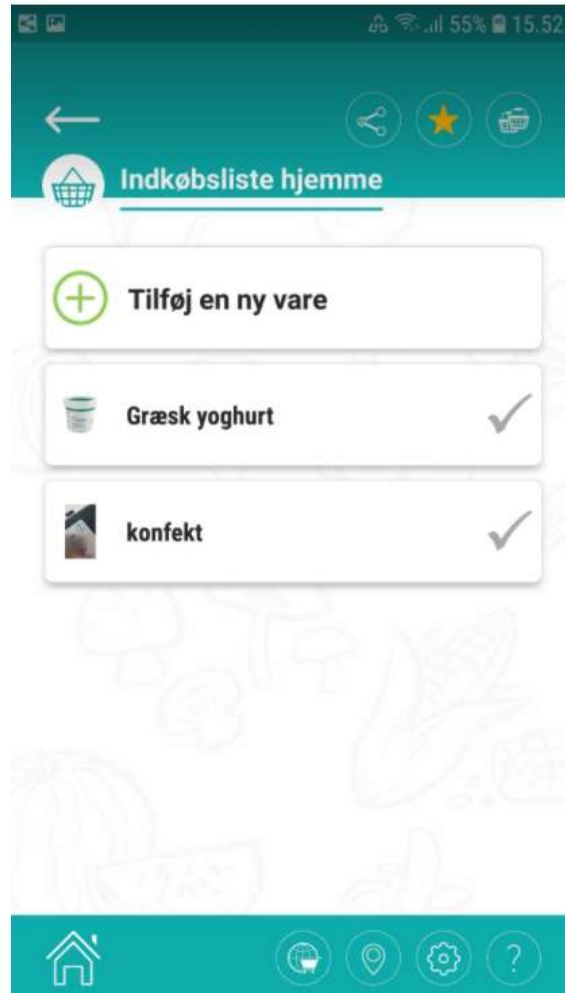 55% 15.52
Indkøbsliste hjemme
Tilføj en ny vare
Græsk yoghurt
konfekt
?